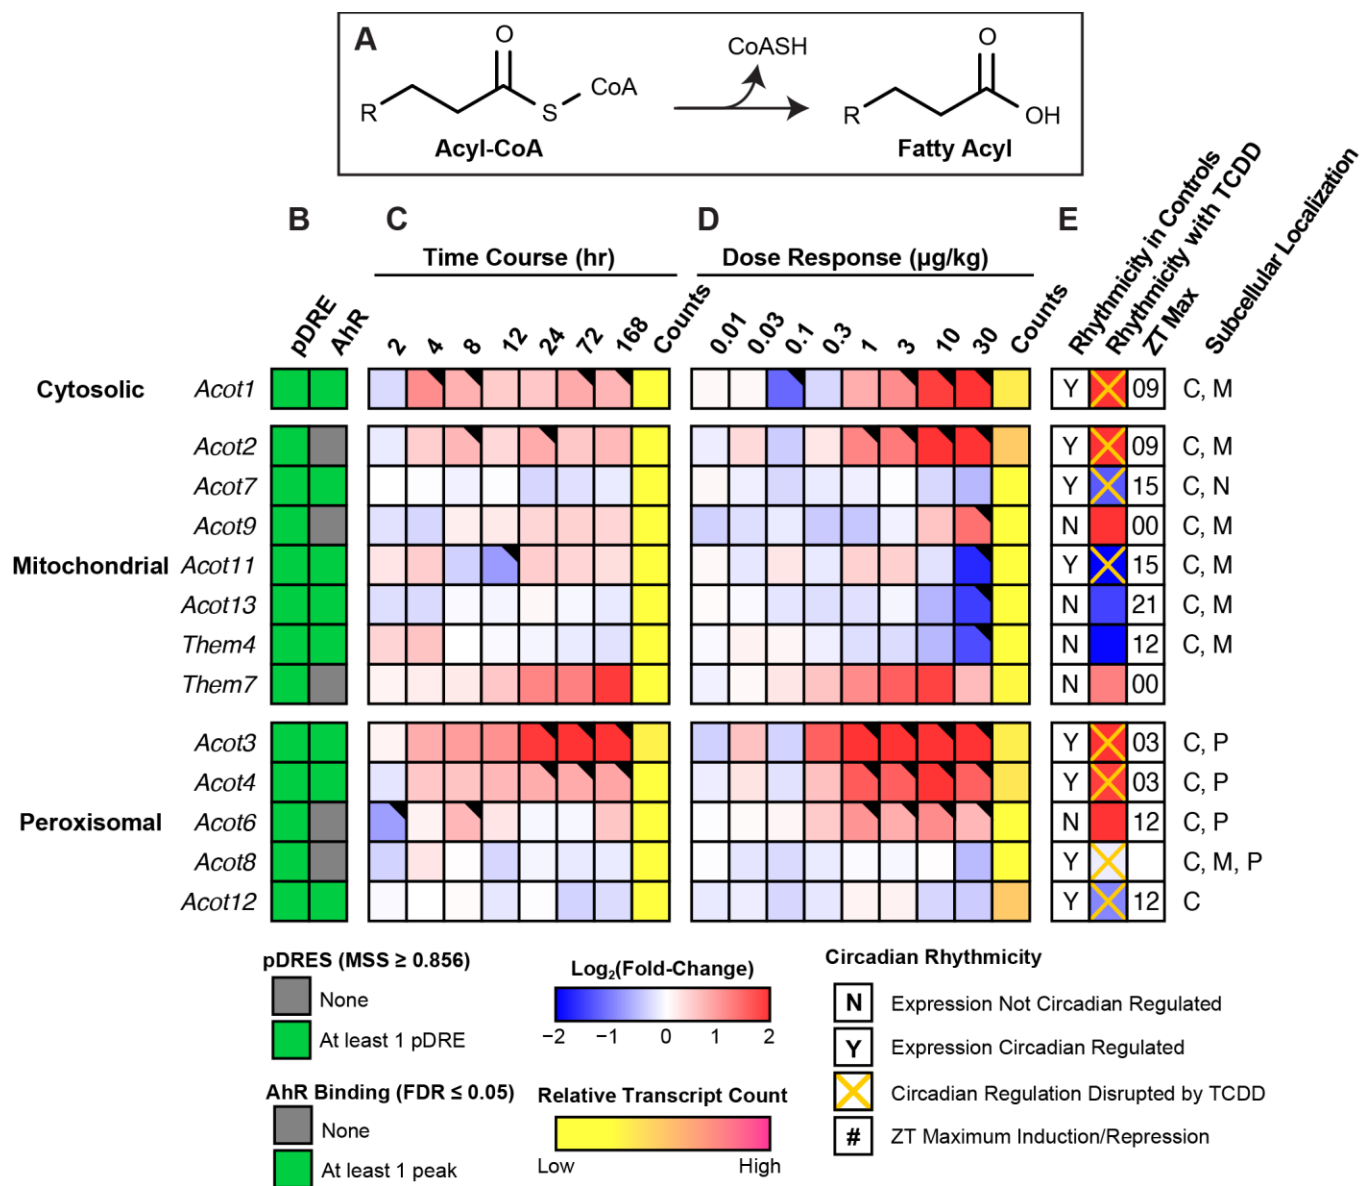 A
O
R
S
CoA
Acyl-CoA
CoASH
O
R
OH
Fatty Acyl
B
C
D
E
Time Course (hr)
Dose Response (µg/kg)
pDRE
AhR
2
4
8
12
24
72
168
Counts
0.01
0.03
0.1
0.3
1
3
10
30
Counts
Rhythmicity in Controls
Rhythmicity with TCDD
ZT Max
Subcellular Localization
Cytosolic
Acot1 Y 09 C, M
Acot2 Y 09 C, M
Acot7 Y 15 C, N
Acot9 N 00 C, M
Mitochondrial
Acot11 Y 15 C, M
Acot13 N 21 C, M
Them4 N 12 C, M
Them7 N 00
Acot3 Y 03 C, P
Acot4 Y 03 C, P
Peroxisomal
Acot6 N 12 C, P
Acot8 Y C, M, P
Acot12 Y 12 C
pDRES (MSS ≥ 0.856)
None
At least 1 pDRE
AhR Binding (FDR ≤ 0.05)
None
At least 1 peak
Log2(Fold-Change)
−2 −1 0 1 2
Relative Transcript Count
Low High
Circadian Rhythmicity
N Expression Not Circadian Regulated
Y Expression Circadian Regulated
Circadian Regulation Disrupted by TCDD
# ZT Maximum Induction/Repression